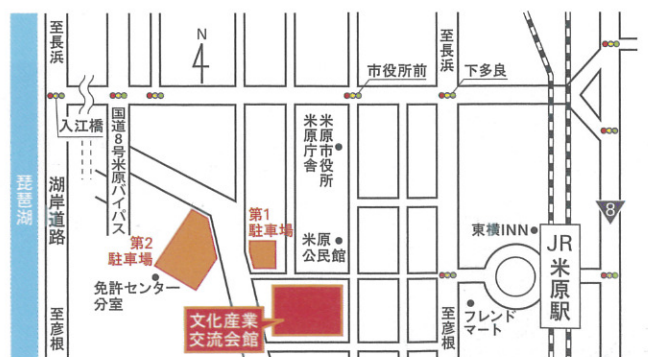 至長浜
N
至長浜
市役所前
下多良
入江橋
国道8号米原バイパス
米原市役所
米原庁舎
琵琶湖
湖岸道路
8
第1
駐車場
第2
駐車場
米原
公民館
東横INN
JR米原駅
免許センター
分室
文化産業
交流会館
フレンド
マート
至彦根
至彦根